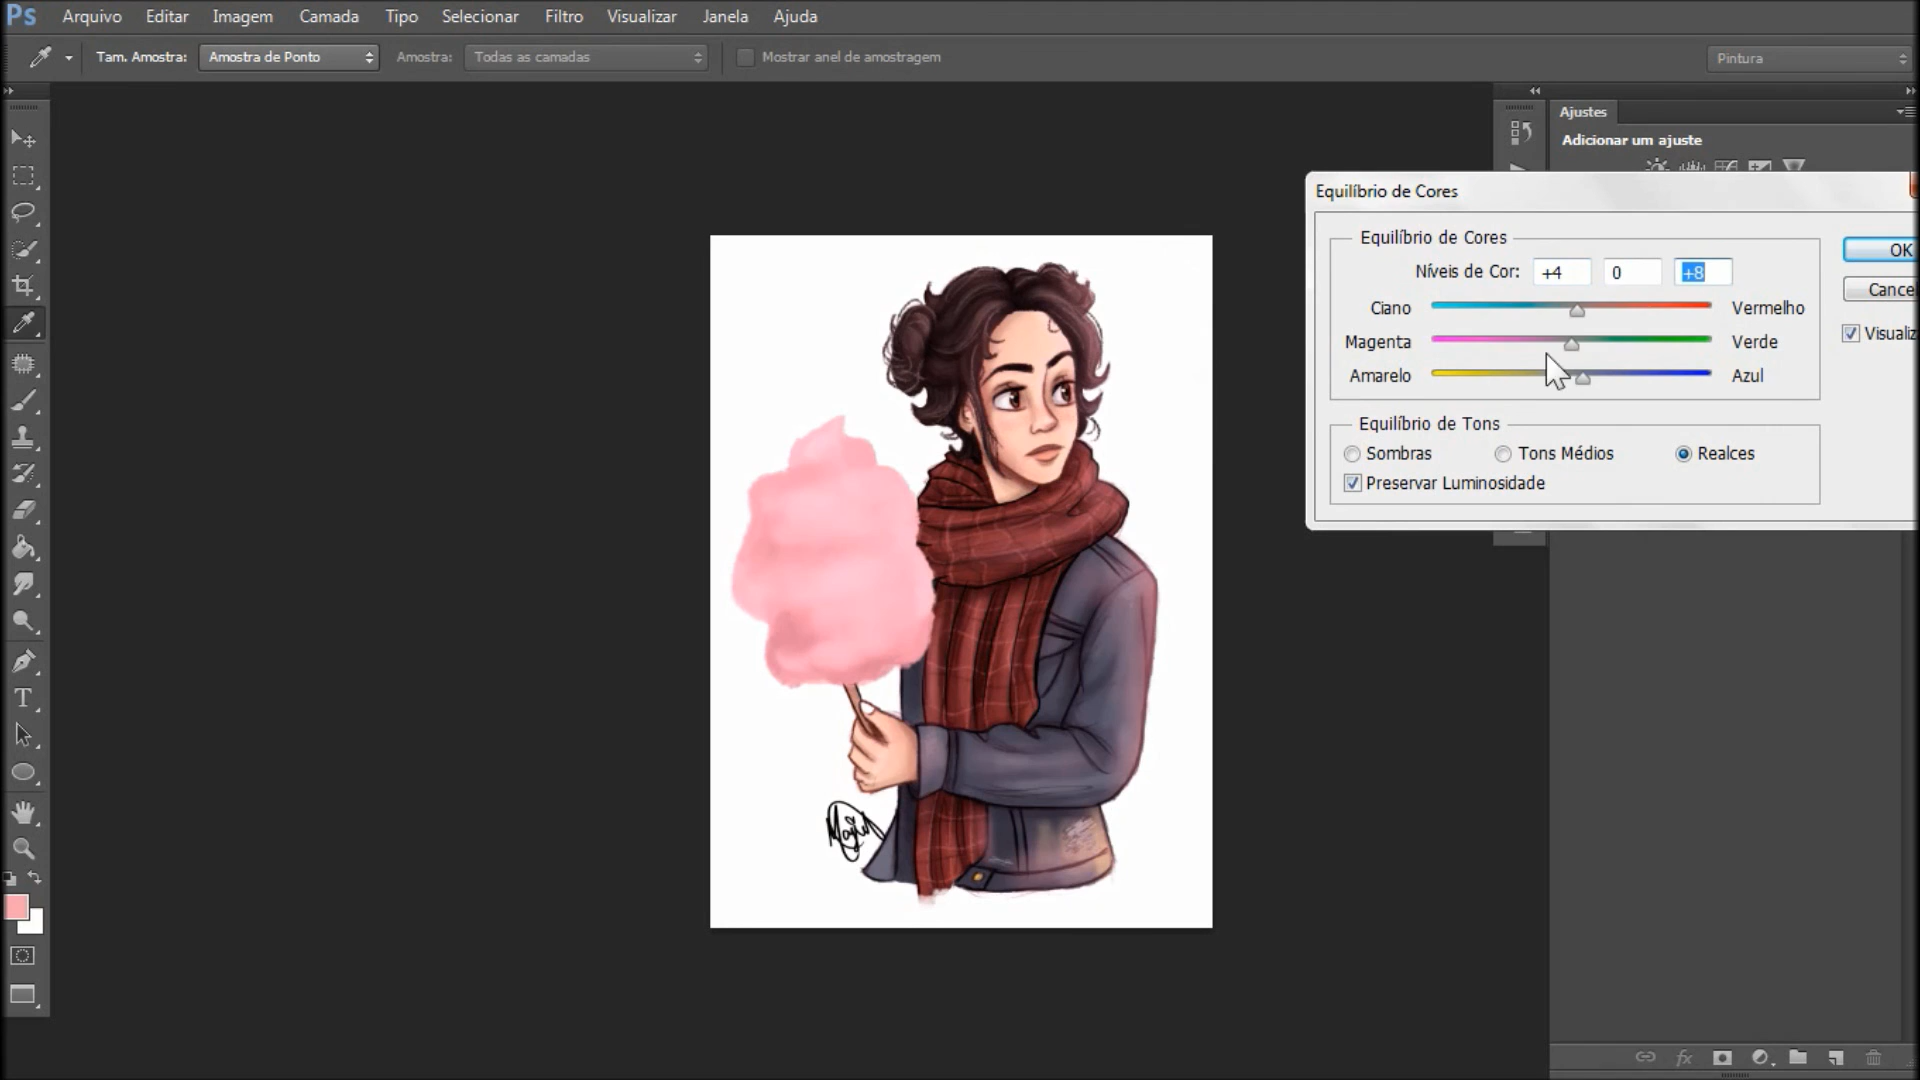 Ps Arquivo Editar Imagem Camada Tipo Selecionar Filtro Visualizar Janela Ajuda
Tam. Amostra: Amostra de Ponto Amostra: Todas as camadas Mostrar anel de amostragem Pintura
Ajustes
Adicionar um ajuste
Equilíbrio de Cores
Equilíbrio de Cores
OK
Níveis de Cor: +4 0 +8
Cance
Ciano Vermelho
Visualiz
Magenta Verde
Amarelo Azul
Equilíbrio de Tons
Sombras Tons Médios Realces
Preservar Luminosidade
T
fx